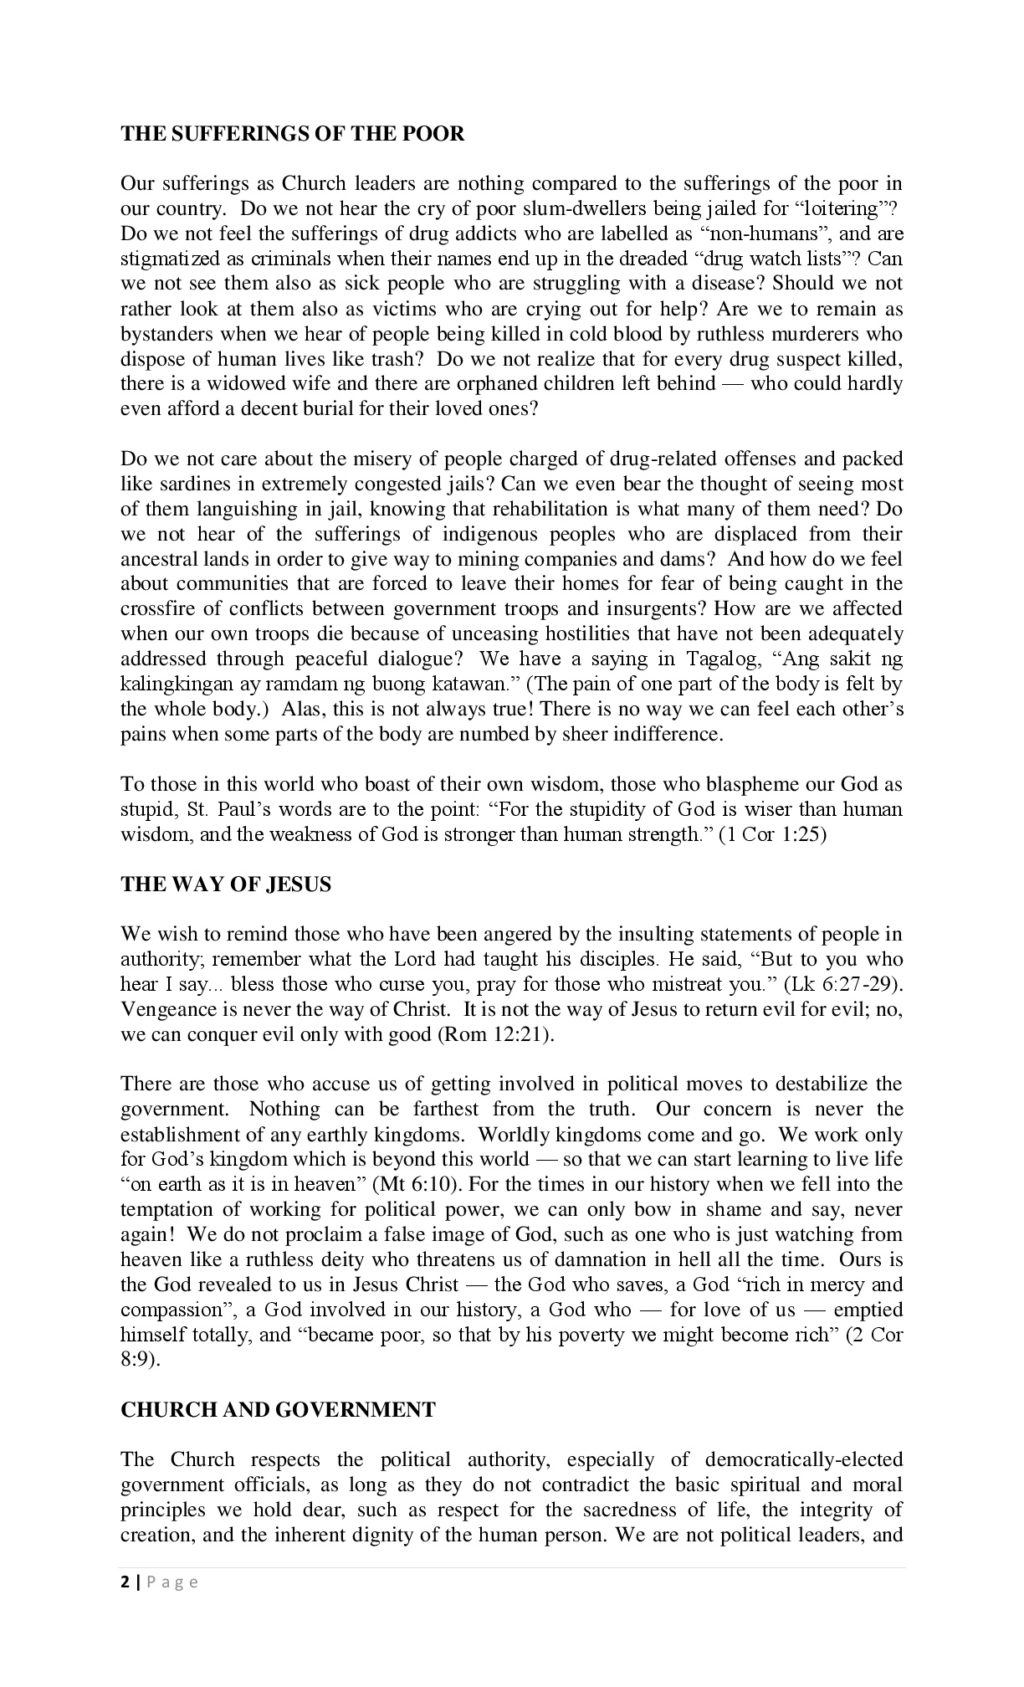 THE SUFFERINGS OF THE POOR
Our sufferings as Church leaders are nothing compared to the sufferings of the poor in
our country.  Do we not hear the cry of poor slum-dwellers being jailed for “loitering”?
Do we not feel the sufferings of drug addicts who are labelled as “non-humans”, and are
stigmatized as criminals when their names end up in the dreaded “drug watch lists”? Can
we not see them also as sick people who are struggling with a disease? Should we not
rather look at them also as victims who are crying out for help? Are we to remain as
bystanders when we hear of people being killed in cold blood by ruthless murderers who
dispose of human lives like trash?  Do we not realize that for every drug suspect killed,
there is a widowed wife and there are orphaned children left behind — who could hardly
even afford a decent burial for their loved ones?
Do we not care about the misery of people charged of drug-related offenses and packed
like sardines in extremely congested jails? Can we even bear the thought of seeing most
of them languishing in jail, knowing that rehabilitation is what many of them need? Do
we not hear of the sufferings of indigenous peoples who are displaced from their
ancestral lands in order to give way to mining companies and dams?  And how do we feel
about communities that are forced to leave their homes for fear of being caught in the
crossfire of conflicts between government troops and insurgents? How are we affected
when our own troops die because of unceasing hostilities that have not been adequately
addressed through peaceful dialogue?  We have a saying in Tagalog, “Ang sakit ng
kalingkingan ay ramdam ng buong katawan.” (The pain of one part of the body is felt by
the whole body.)  Alas, this is not always true! There is no way we can feel each other’s
pains when some parts of the body are numbed by sheer indifference.
To those in this world who boast of their own wisdom, those who blaspheme our God as
stupid, St. Paul’s words are to the point: “For the stupidity of God is wiser than human
wisdom, and the weakness of God is stronger than human strength.” (1 Cor 1:25)
THE WAY OF JESUS
We wish to remind those who have been angered by the insulting statements of people in
authority; remember what the Lord had taught his disciples. He said, “But to you who
hear I say... bless those who curse you, pray for those who mistreat you.” (Lk 6:27-29).
Vengeance is never the way of Christ.  It is not the way of Jesus to return evil for evil; no,
we can conquer evil only with good (Rom 12:21).
There are those who accuse us of getting involved in political moves to destabilize the
government.  Nothing can be farthest from the truth.  Our concern is never the
establishment of any earthly kingdoms.  Worldly kingdoms come and go.  We work only
for God’s kingdom which is beyond this world — so that we can start learning to live life
“on earth as it is in heaven” (Mt 6:10). For the times in our history when we fell into the
temptation of working for political power, we can only bow in shame and say, never
again!  We do not proclaim a false image of God, such as one who is just watching from
heaven like a ruthless deity who threatens us of damnation in hell all the time.  Ours is
the God revealed to us in Jesus Christ — the God who saves, a God “rich in mercy and
compassion”, a God involved in our history, a God who — for love of us — emptied
himself totally, and “became poor, so that by his poverty we might become rich” (2 Cor
8:9).
CHURCH AND GOVERNMENT
The Church respects the political authority, especially of democratically-elected
government officials, as long as they do not contradict the basic spiritual and moral
principles we hold dear, such as respect for the sacredness of life, the integrity of
creation, and the inherent dignity of the human person. We are not political leaders, and
2 | Page